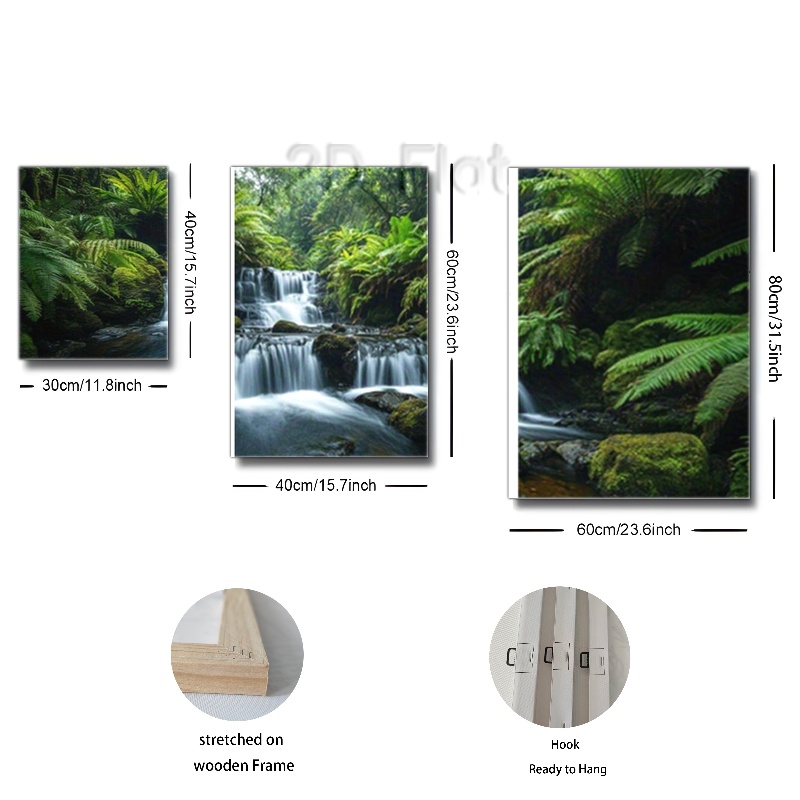 2D Flat
40cm/15.7inch
30cm/11.8inch
60cm/23.6inch
40cm/15.7inch
80cm/31.5inch
60cm/23.6inch
stretched on
wooden Frame
Hook
Ready to Hang